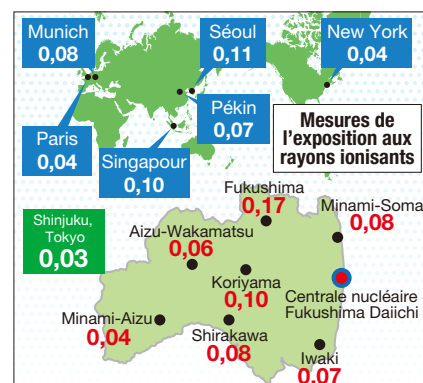 Munich
0,08
Séoul
0,11
New York
0,04
Paris
0,04
Pékin
0,07
Singapour
0,10
Mesures de
l'exposition aux
rayons ionisants
Shinjuku,
Tokyo
0,03
Fukushima
0,17
Minami-Soma
0,08
Aizu-Wakamatsu
0,06
Koriyama
0,10
Centrale nucléaire
Fukushima Daiichi
Minami-Aizu
0,04
Shirakawa
0,08
Iwaki
0,07